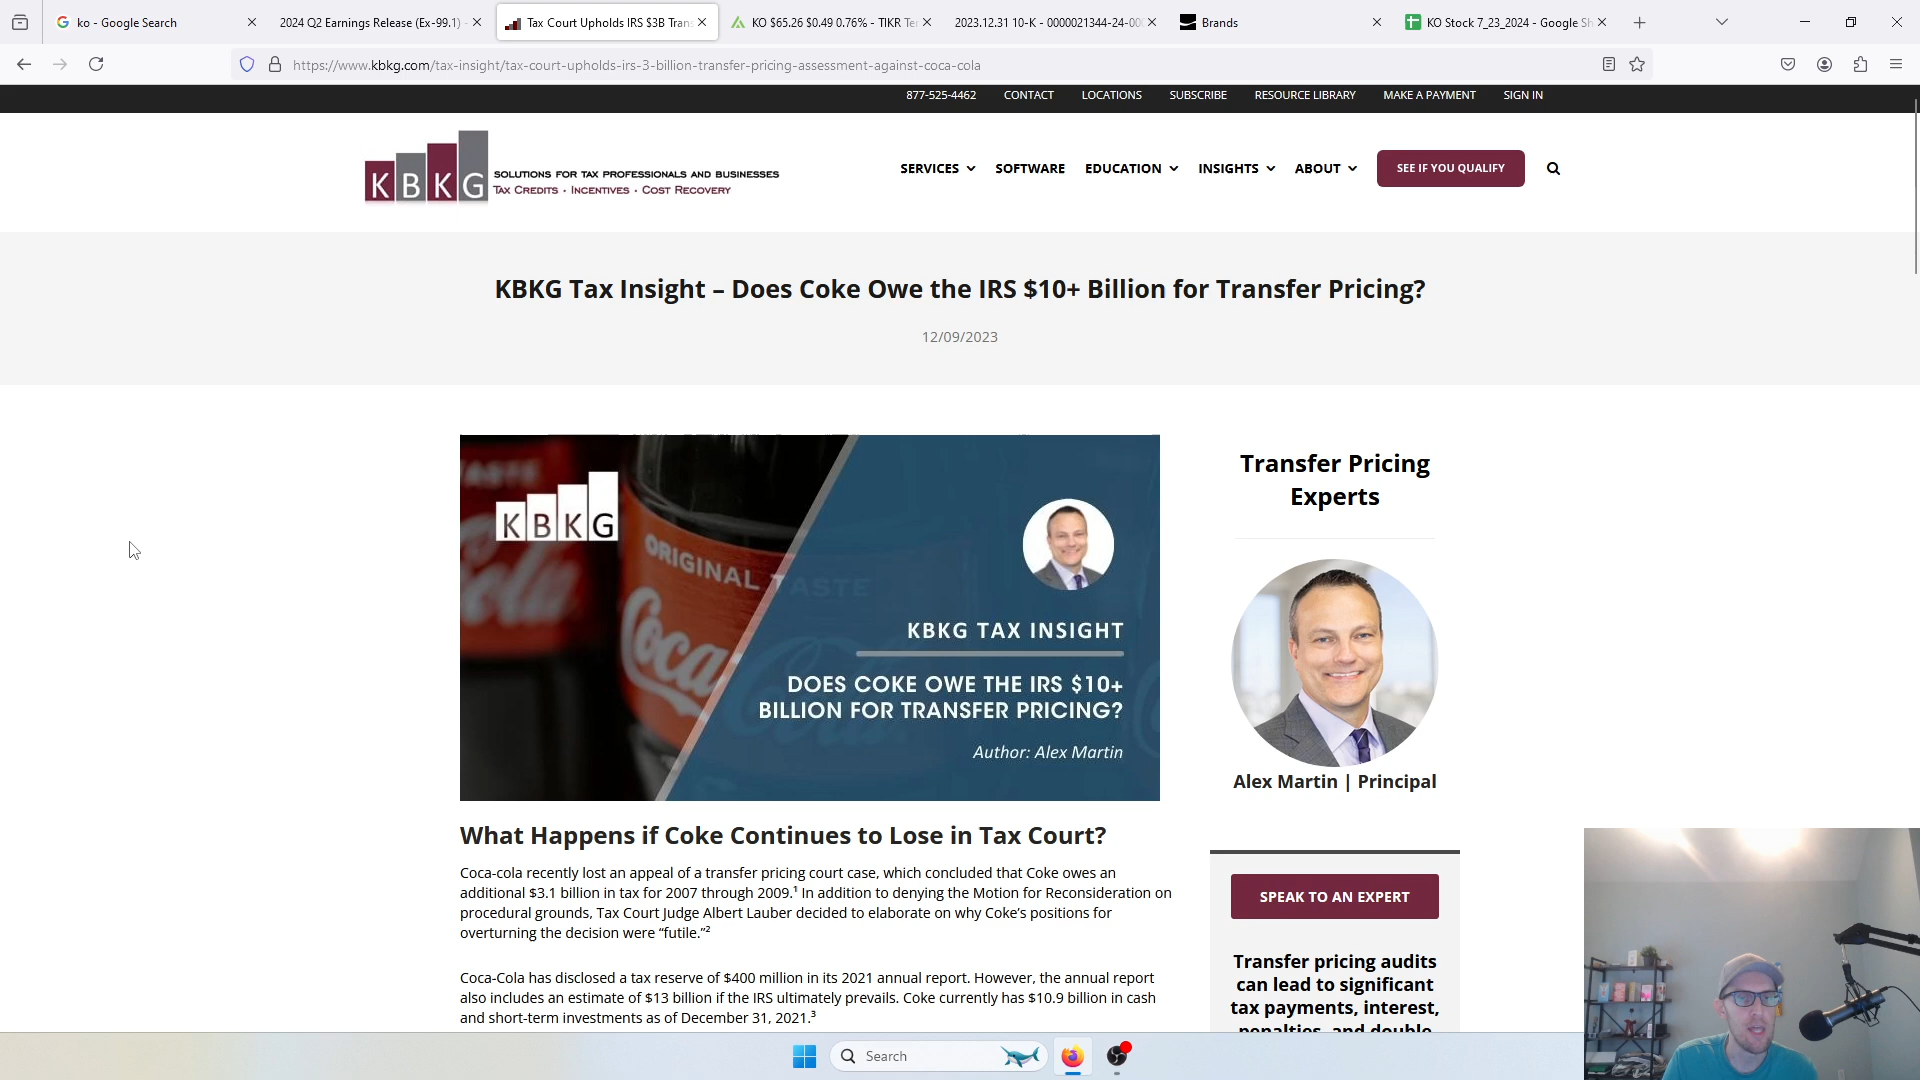 ko - Google Search
2024 Q2 Earnings Release (Ex-99.1) -
Tax Court Upholds IRS $3B Tran
KO $65.26 $0.49 0.76% - TIKR Te
2023.12.31 10-K - 0000021344-24-00
Brands
KO Stock 7_23_2024 - Google Sh
https://www.kbkg.com/tax-insight/tax-court-upholds-irs-3-billion-transfer-pricing-assessment-against-coca-cola
877-525-4462 CONTACT LOCATIONS SUBSCRIBE RESOURCE LIBRARY MAKE A PAYMENT SIGN IN
KBKG
SOLUTIONS FOR TAX PROFESSIONALS AND BUSINESSES
TAX CREDITS · INCENTIVES · COST RECOVERY
SERVICES SOFTWARE EDUCATION INSIGHTS ABOUT SEE IF YOU QUALIFY
KBKG Tax Insight – Does Coke Owe the IRS $10+ Billion for Transfer Pricing?
12/09/2023
KBKG
ORIGINAL TASTE
Coca
KBKG TAX INSIGHT
DOES COKE OWE THE IRS $10+
BILLION FOR TRANSFER PRICING?
Author: Alex Martin
What Happens if Coke Continues to Lose in Tax Court?
Coca-cola recently lost an appeal of a transfer pricing court case, which concluded that Coke owes an
additional $3.1 billion in tax for 2007 through 2009.¹ In addition to denying the Motion for Reconsideration on
procedural grounds, Tax Court Judge Albert Lauber decided to elaborate on why Coke’s positions for
overturning the decision were “futile.”²
Coca-Cola has disclosed a tax reserve of $400 million in its 2021 annual report. However, the annual report
also includes an estimate of $13 billion if the IRS ultimately prevails. Coke currently has $10.9 billion in cash
and short-term investments as of December 31, 2021.³
Transfer Pricing
Experts
Alex Martin | Principal
SPEAK TO AN EXPERT
Transfer pricing audits
can lead to significant
tax payments, interest,
penalties, and double
Search